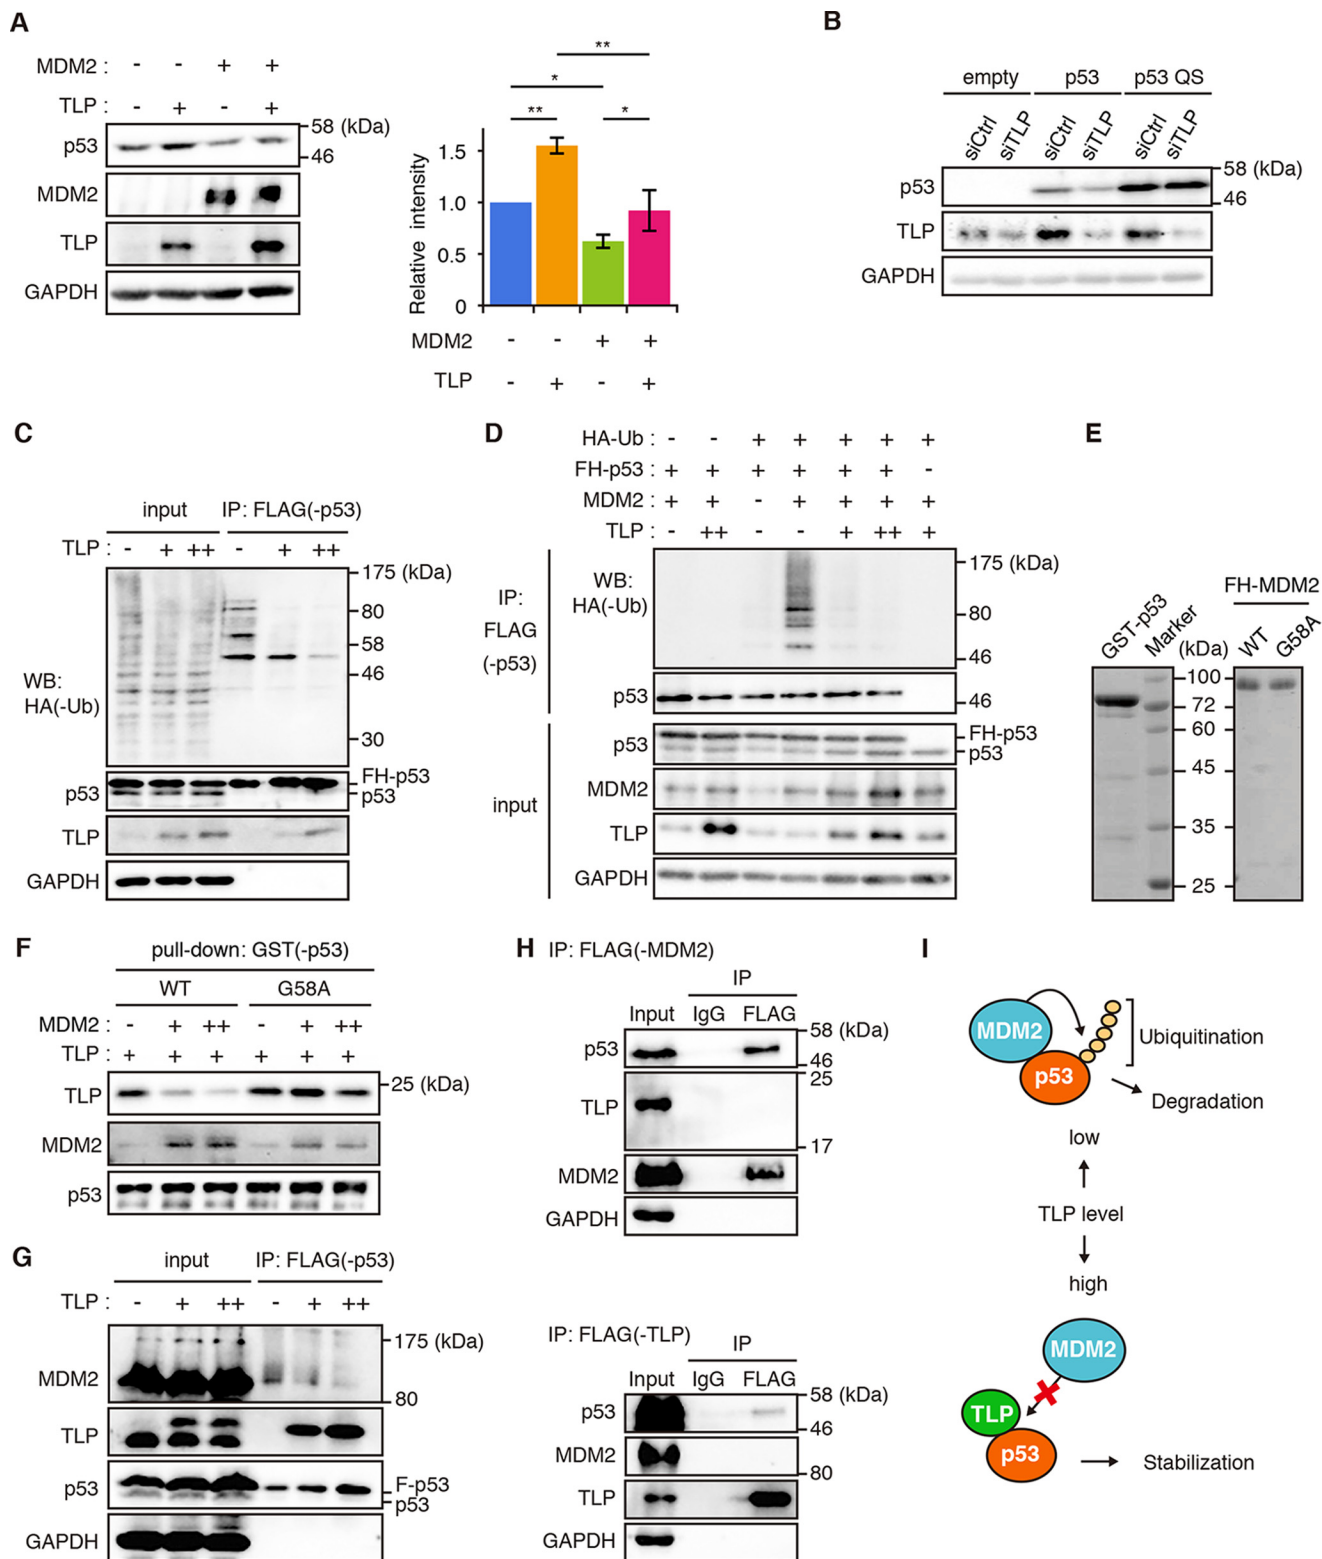 A
MDM2 : - - + +
TLP : - + - +
p53
58 (kDa)
46
MDM2
TLP
GAPDH
** 
* 
** *
Relative intensity
1.5
1.0
0.5
0
MDM2 - - + +
TLP - + - +
B
empty p53 p53 QS
siCtrl siTLP siCtrl siTLP siCtrl siTLP
p53
58 (kDa)
46
TLP
GAPDH
C
input IP: FLAG(-p53)
TLP : - + ++ - + ++
WB:
HA(-Ub)
175 (kDa)
80
58
46
30
p53
FH-p53
p53
TLP
GAPDH
D
HA-Ub : - - + + + + +
FH-p53 : + + + + + + -
MDM2 : + + - + + + +
TLP : - ++ - - + ++ +
IP:
FLAG
(-p53)
WB:
HA(-Ub)
175 (kDa)
80
46
p53
46
input
p53
FH-p53
p53
MDM2
TLP
GAPDH
E
GST-p53 Marker (kDa)
FH-MDM2
WT G58A
100
72
60
45
35
25
F
pull-down: GST(-p53)
WT G58A
MDM2 : - + ++ - + ++
TLP : + + + + + +
TLP
25 (kDa)
MDM2
p53
G
input IP: FLAG(-p53)
TLP : - + ++ - + ++
MDM2
175 (kDa)
80
TLP
p53
F-p53
p53
GAPDH
H
IP: FLAG(-MDM2)
IP
Input IgG FLAG
p53
58 (kDa)
46
TLP
25
17
MDM2
GAPDH
IP: FLAG(-TLP)
IP
Input IgG FLAG
p53
58 (kDa)
46
MDM2
80
TLP
GAPDH
I
MDM2
p53
Ubiquitination
Degradation
low
TLP level
high
MDM2
TLP
p53
Stabilization